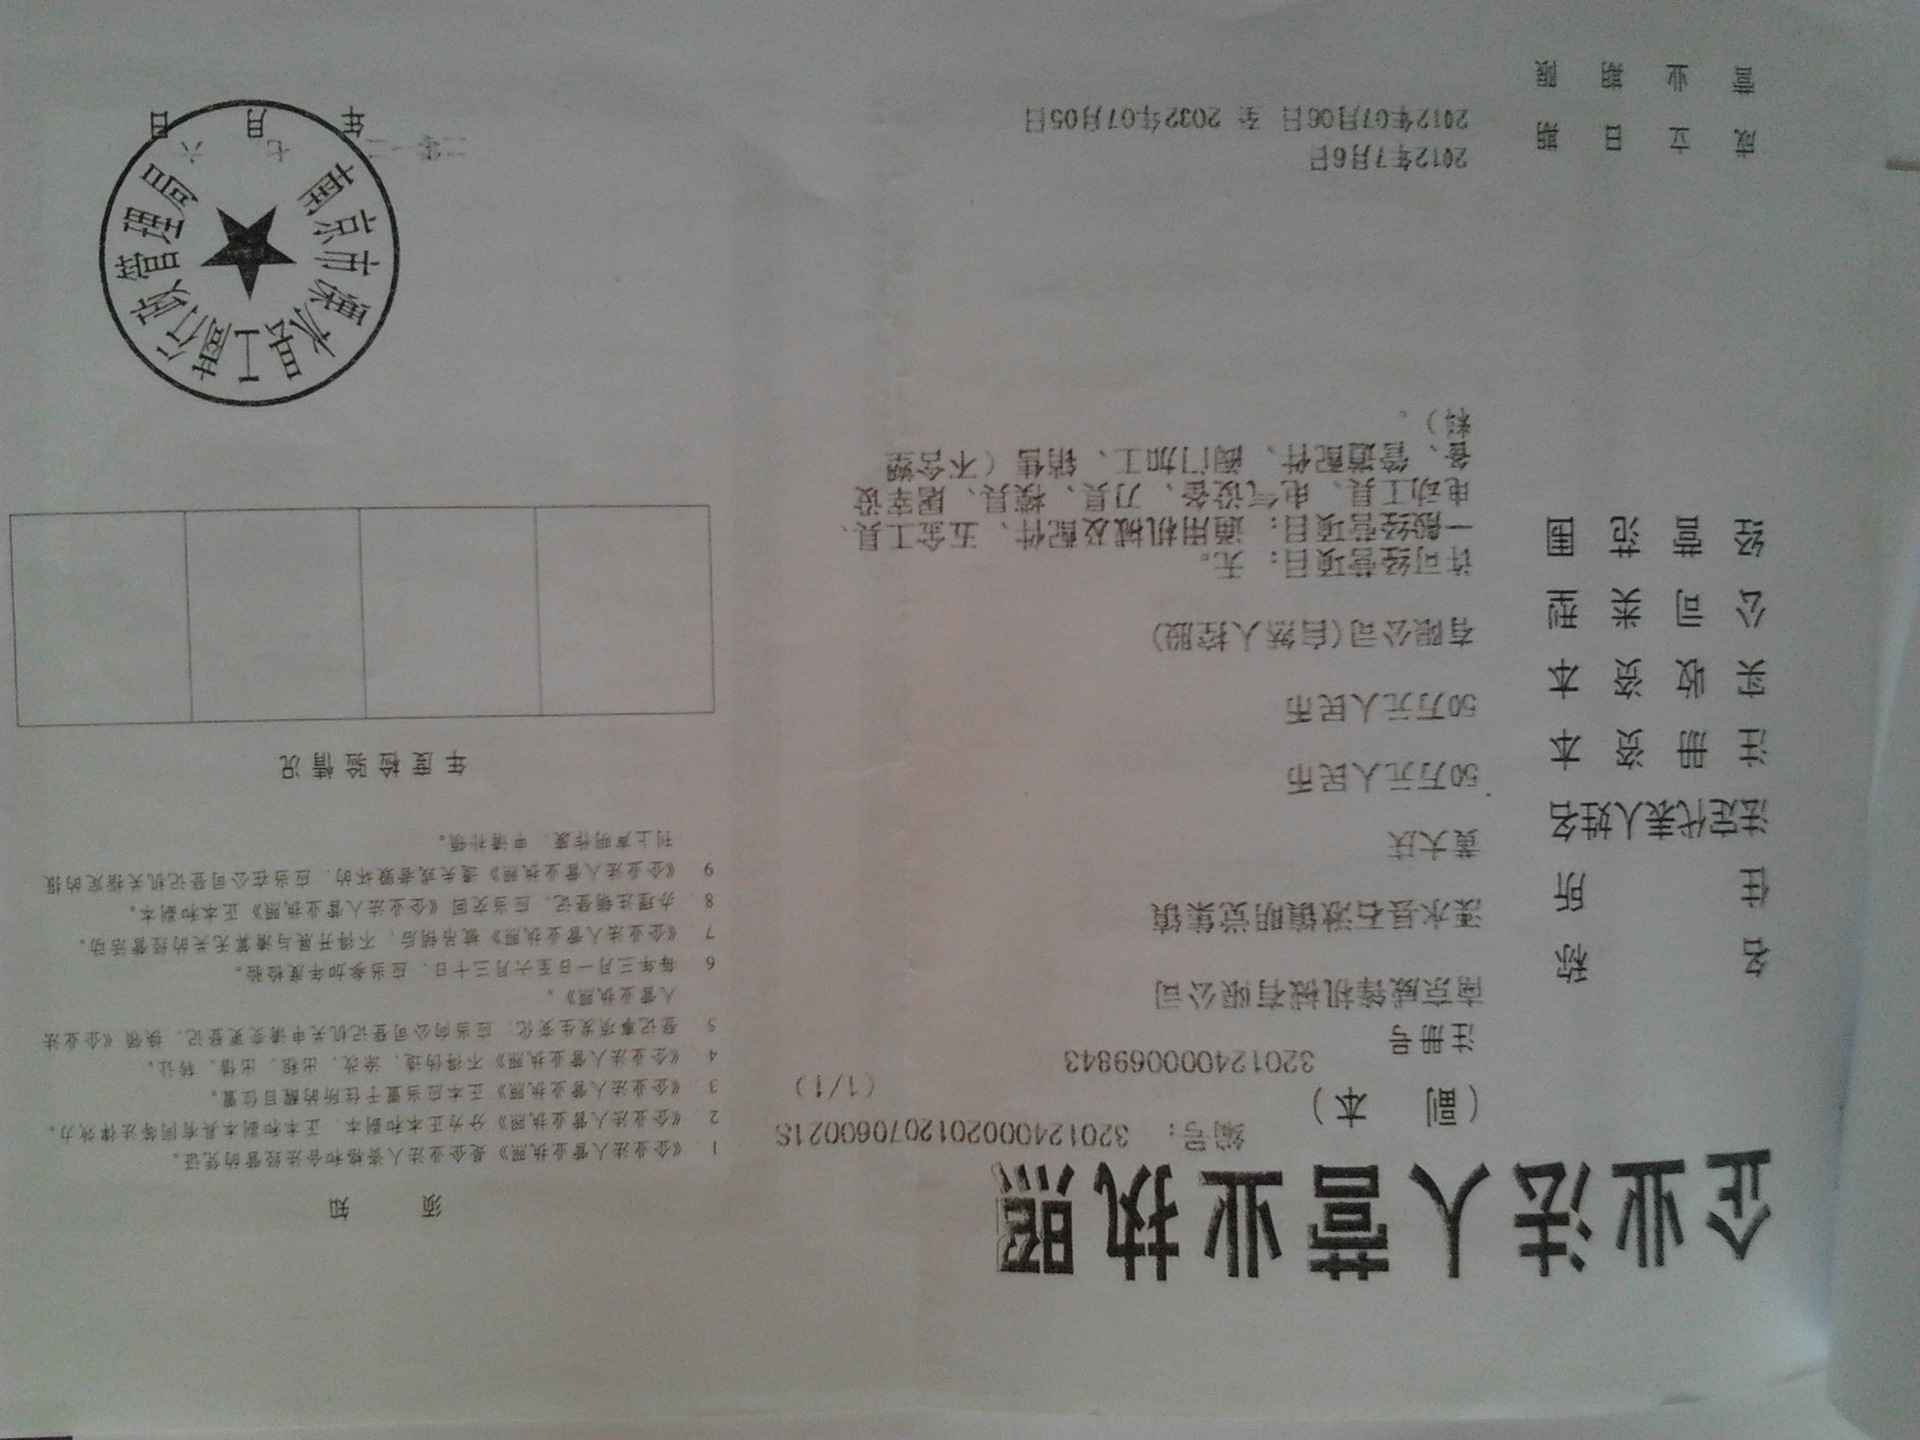 企业法人营业执照
（副 本）
编号：320124000201207060021S
（1/1）
注册号
320124000069843
名 称
南京威锋机械有限公司
住 所
溧水县石湫镇明觉集镇
法定代表人姓名
黄大庆
注 册 资 本
50万元人民币
实 收 资 本
50万元人民币
公 司 类 型
有限公司(自然人控股)
经 营 范 围
许可经营项目：无。
一般经营项目：通用机械及配件、五金工具、
电动工具、电气设备、刀具、模具、屠宰设
备、管道配件、阀门加工、销售（不含塑
料）。
成 立 日 期
2012年7月6日
营 业 期 限
2012年07月06日 至 2032年07月05日
须 知
1．《企业法人营业执照》是企业法人资格和合法经营的凭证。
2．《企业法人营业执照》分为正本和副本，正本和副本具有同等法律效力。
3．《企业法人营业执照》正本应当置于住所的醒目位置。
4．《企业法人营业执照》不得伪造、涂改、出租、出借、转让。
5．登记事项发生变化，应当向公司登记机关申请变更登记，换领《企业法
人营业执照》。
6．每年三月一日至六月三十日，应当参加年度检验。
7．《企业法人营业执照》被吊销后，不得开展与清算无关的经营活动。
8．办理注销登记，应当交回《企业法人营业执照》正本和副本。
9．《企业法人营业执照》遗失或者毁坏的，应当在公司登记机关指定的报
刊上声明作废，申请补领。
年度检验情况
南京市溧水县工商行政管理局
二零一二 七 六
年 月 日